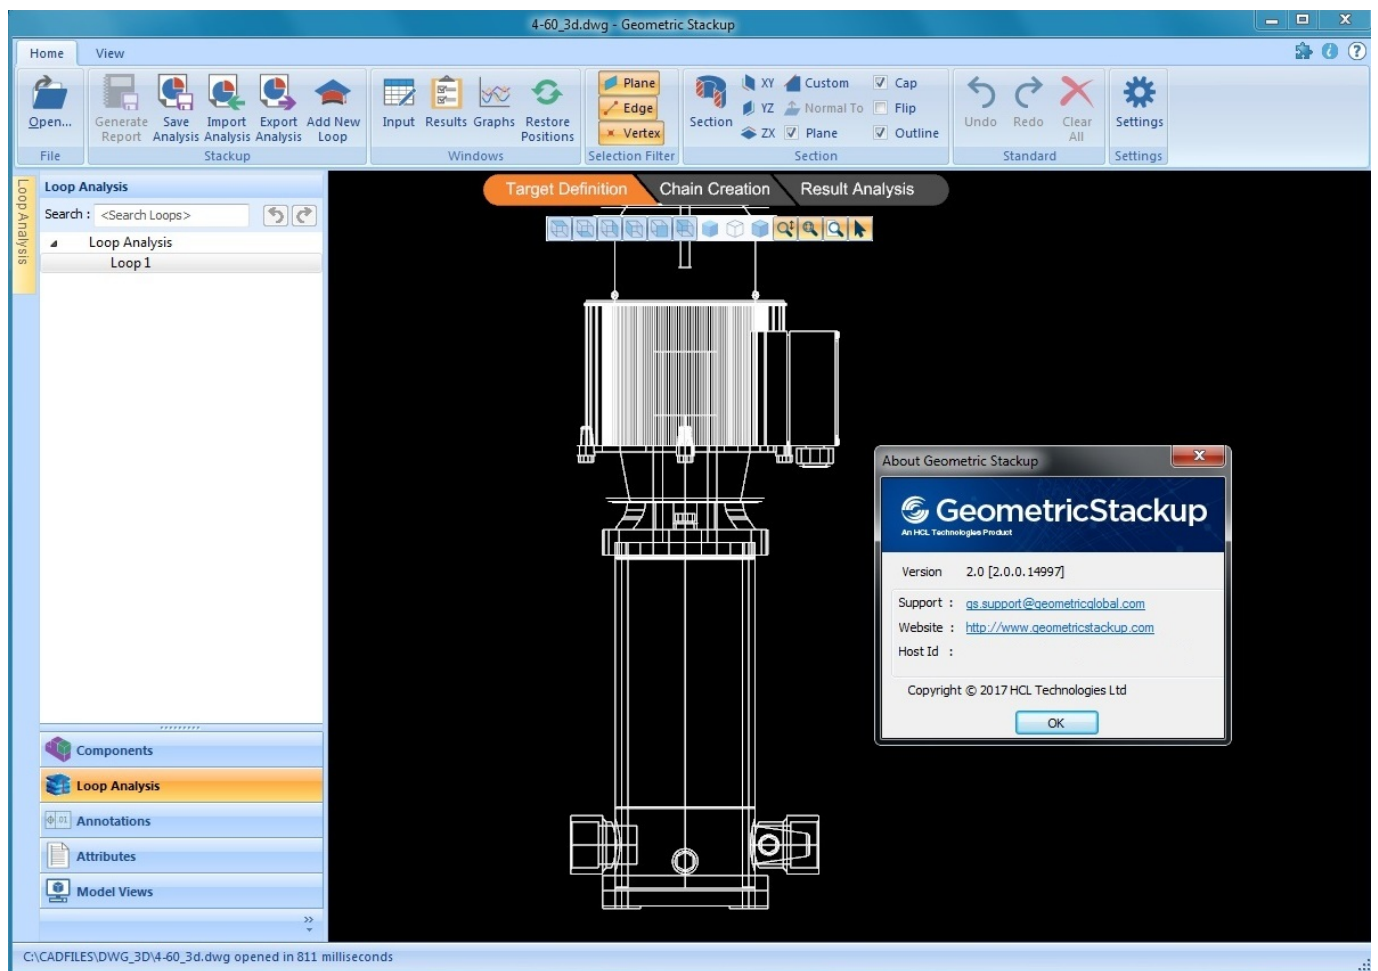 4-60_3d.dwg - Geometric Stackup
Home View
Open...
Generate Report
Save Analysis
Import Analysis
Export Analysis
Add New Loop
Input
Results
Graphs
Restore Positions
Plane
Edge
Vertex
Section
XY
YZ
ZX
Custom
Normal To
Plane
Cap
Flip
Outline
Undo
Redo
Clear All
Settings
File Stackup Windows Selection Filter Section Standard Settings
Loop Analysis
Loop Analysis
Search : <Search Loops>
Loop Analysis
Loop 1
Target Definition Chain Creation Result Analysis
About Geometric Stackup
GeometricStackup
An HCL Technologies Product
Version 2.0 [2.0.0.14997]
Support : gs.support@geometricglobal.com
Website : http://www.geometricstackup.com
Host Id :
Copyright © 2017 HCL Technologies Ltd
OK
Components
Loop Analysis
.01 Annotations
Attributes
Model Views
C:\CADFILES\DWG_3D\4-60_3d.dwg opened in 811 milliseconds